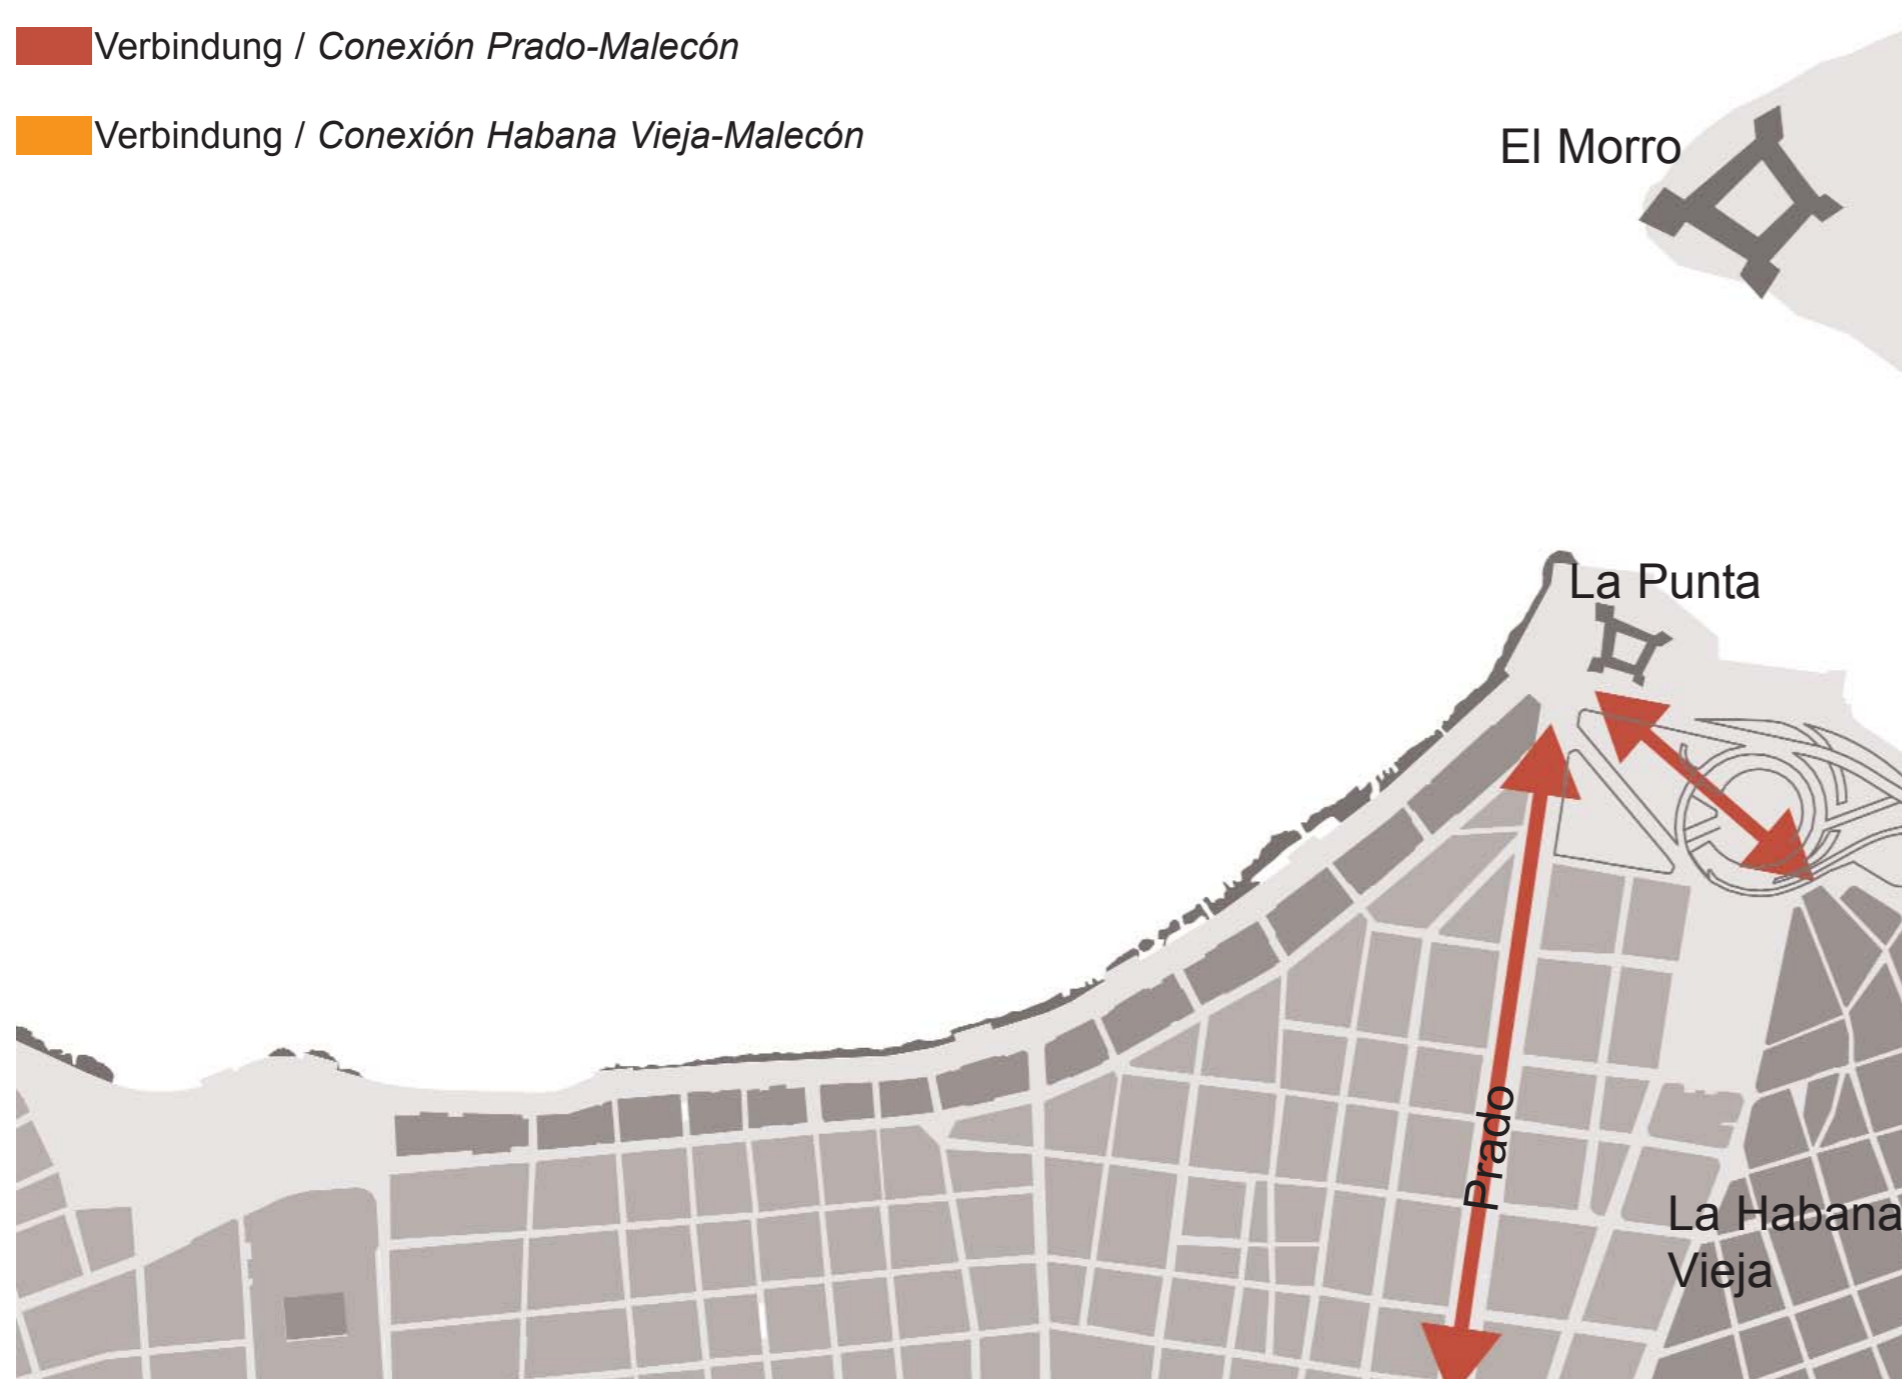 Verbindung / Conexión Prado-Malecón
Verbindung / Conexión Habana Vieja-Malecón
El Morro
La Punta
Prado
La Habana
Vieja